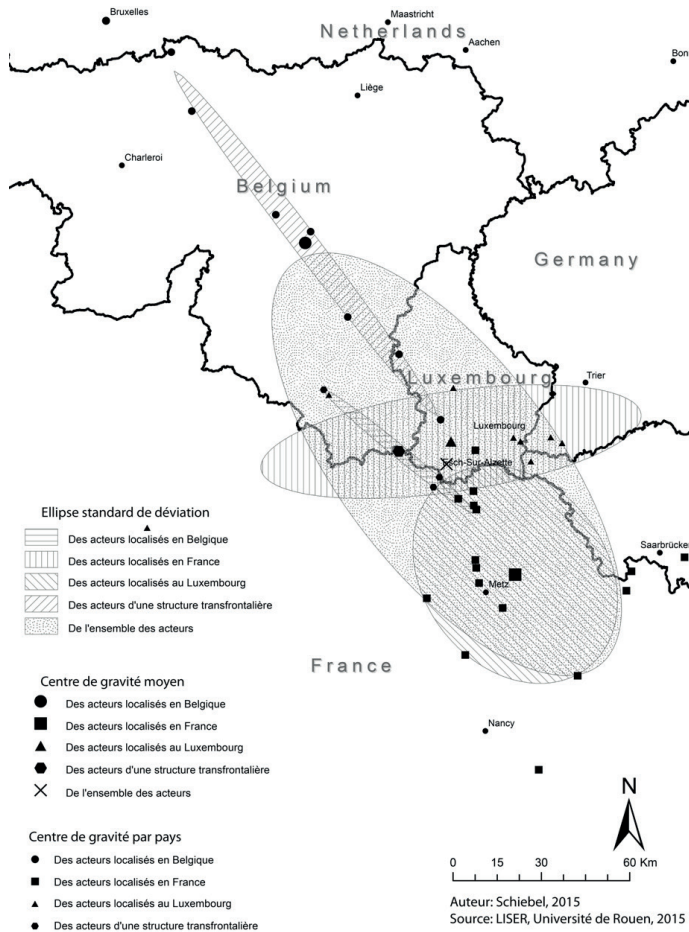 Bruxelles
Maastricht
Netherlands
Aachen
Bon
Liège
Charleroi
Belgium
Germany
Luxembourg
Trier
Luxembourg
Esch-Sur-Alzette
Saarbrücken
Metz
France
Nancy
Ellipse standard de déviation
Des acteurs localisés en Belgique
Des acteurs localisés en France
Des acteurs localisés au Luxembourg
Des acteurs d'une structure transfrontalière
De l'ensemble des acteurs
Centre de gravité moyen
Des acteurs localisés en Belgique
Des acteurs localisés en France
Des acteurs localisés au Luxembourg
Des acteurs d'une structure transfrontalière
De l'ensemble des acteurs
Centre de gravité par pays
Des acteurs localisés en Belgique
Des acteurs localisés en France
Des acteurs localisés au Luxembourg
Des acteurs d'une structure transfrontalière
N
0 15 30 60 Km
Auteur: Schiebel, 2015
Source: LISER, Université de Rouen, 2015